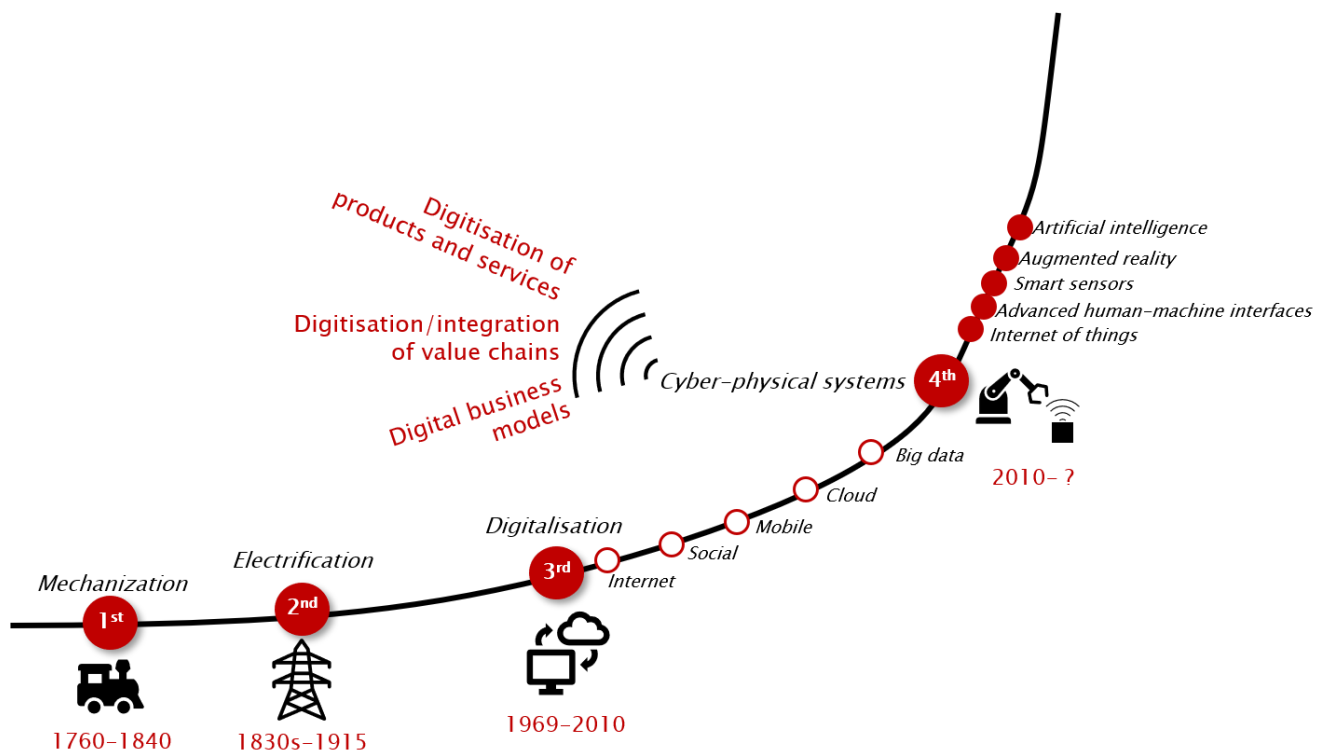 Digitisation of
products and services
Digitisation/integration
of value chains
Digital business
models
Artificial intelligence
Augmented reality
Smart sensors
Advanced human-machine interfaces
Internet of things
Cyber-physical systems
4th
2010- ?
Big data
Cloud
Mobile
Social
Internet
Digitalisation
3rd
1969-2010
Electrification
2nd
1830s-1915
Mechanization
1st
1760-1840